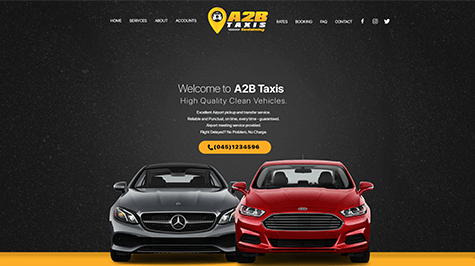 HOME SERVICES ABOUT ACCOUNTS
A2B
TAXIS
RATES BOOKING FAQ CONTACT
Welcome to A2B Taxis
High Quality Clean Vehicles.
Excellent Airport pickup and transfer service.
Reliable and Punctual, on time, every time - guaranteed.
Airport meeting service provided.
Flight Delayed? No Problem, No Charge.
(045)1234596
Ford